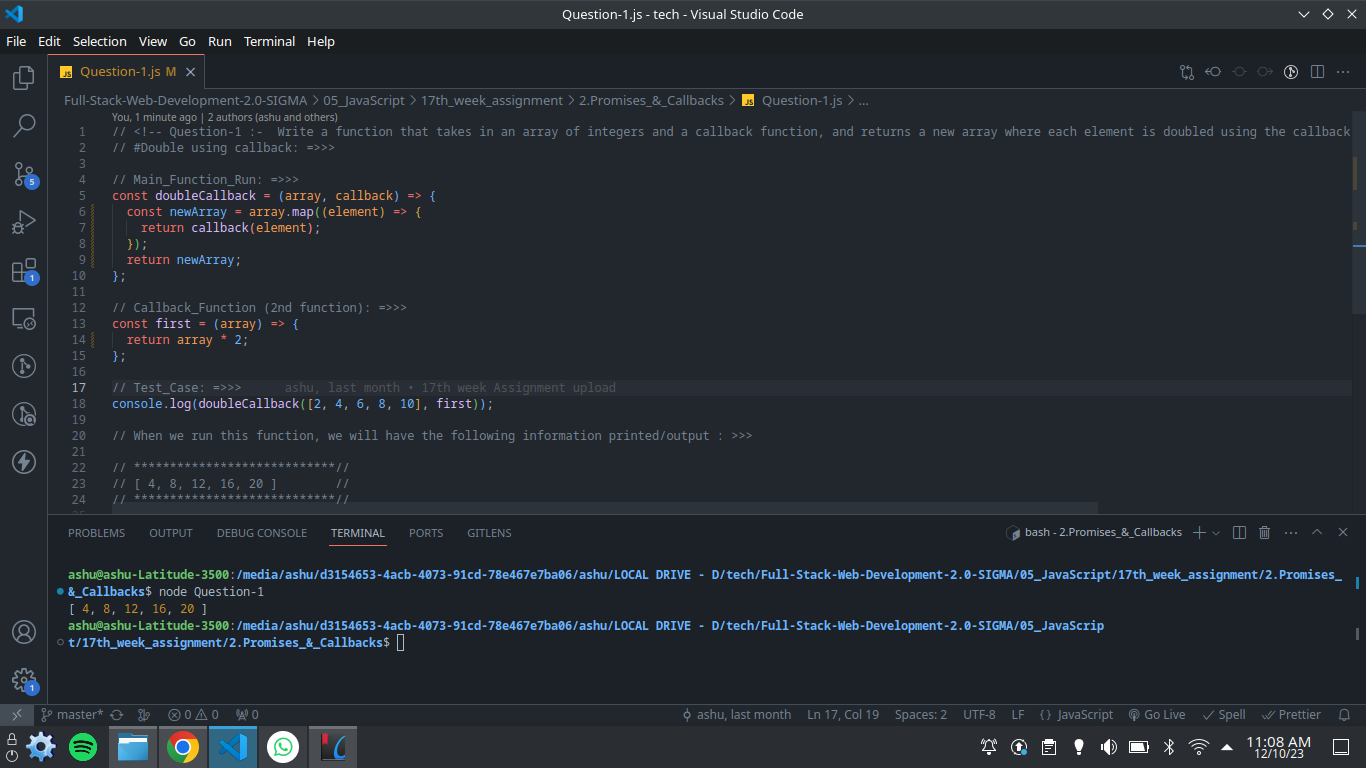 Question-1.js - tech - Visual Studio Code
File Edit Selection View Go Run Terminal Help
JS Question-1.js M
Full-Stack-Web-Development-2.0-SIGMA > 05_JavaScript > 17th_week_assignment > 2.Promises_&_Callbacks > JS Question-1.js > ...
You, 1 minute ago | 2 authors (ashu and others)
1 // <!-- Question-1 :-  Write a function that takes in an array of integers and a callback function, and returns a new array where each element is doubled using the callback
2 // #Double using callback: =>>>
3
4 // Main_Function_Run: =>>>
5 const doubleCallback = (array, callback) => {
6   const newArray = array.map((element) => {
7     return callback(element);
8   });
9   return newArray;
10 };
11
12 // Callback_Function (2nd function): =>>>
13 const first = (array) => {
14   return array * 2;
15 };
16
17 // Test_Case: =>>>      ashu, last month • 17th week Assignment upload
18 console.log(doubleCallback([2, 4, 6, 8, 10], first));
19
20 // When we run this function, we will have the following information printed/output : >>>
21
22 // ****************************//
23 // [ 4, 8, 12, 16, 20 ]        //
24 // ****************************//
PROBLEMS OUTPUT DEBUG CONSOLE TERMINAL PORTS GITLENS bash - 2.Promises_&_Callbacks
ashu@ashu-Latitude-3500:/media/ashu/d3154653-4acb-4073-91cd-78e467e7ba06/ashu/LOCAL DRIVE - D/tech/Full-Stack-Web-Development-2.0-SIGMA/05_JavaScript/17th_week_assignment/2.Promises_
&_Callbacks$ node Question-1
[ 4, 8, 12, 16, 20 ]
ashu@ashu-Latitude-3500:/media/ashu/d3154653-4acb-4073-91cd-78e467e7ba06/ashu/LOCAL DRIVE - D/tech/Full-Stack-Web-Development-2.0-SIGMA/05_JavaScrip
t/17th_week_assignment/2.Promises_&_Callbacks$
5
1
1
master* 0 0 0 ashu, last month Ln 17, Col 19 Spaces: 2 UTF-8 LF {} JavaScript Go Live Spell Prettier
11:08 AM
12/10/23